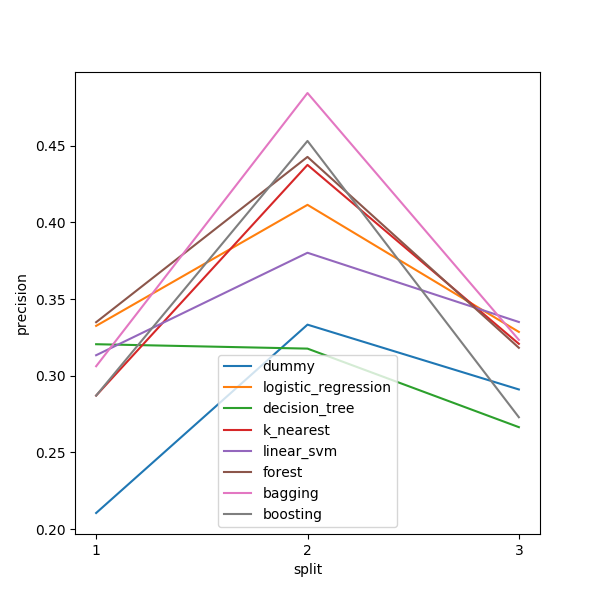 precision
0.45
0.40
0.35
0.30
0.25
0.20
dummy
logistic_regression
decision_tree
k_nearest
linear_svm
forest
bagging
boosting
1
2
3
split